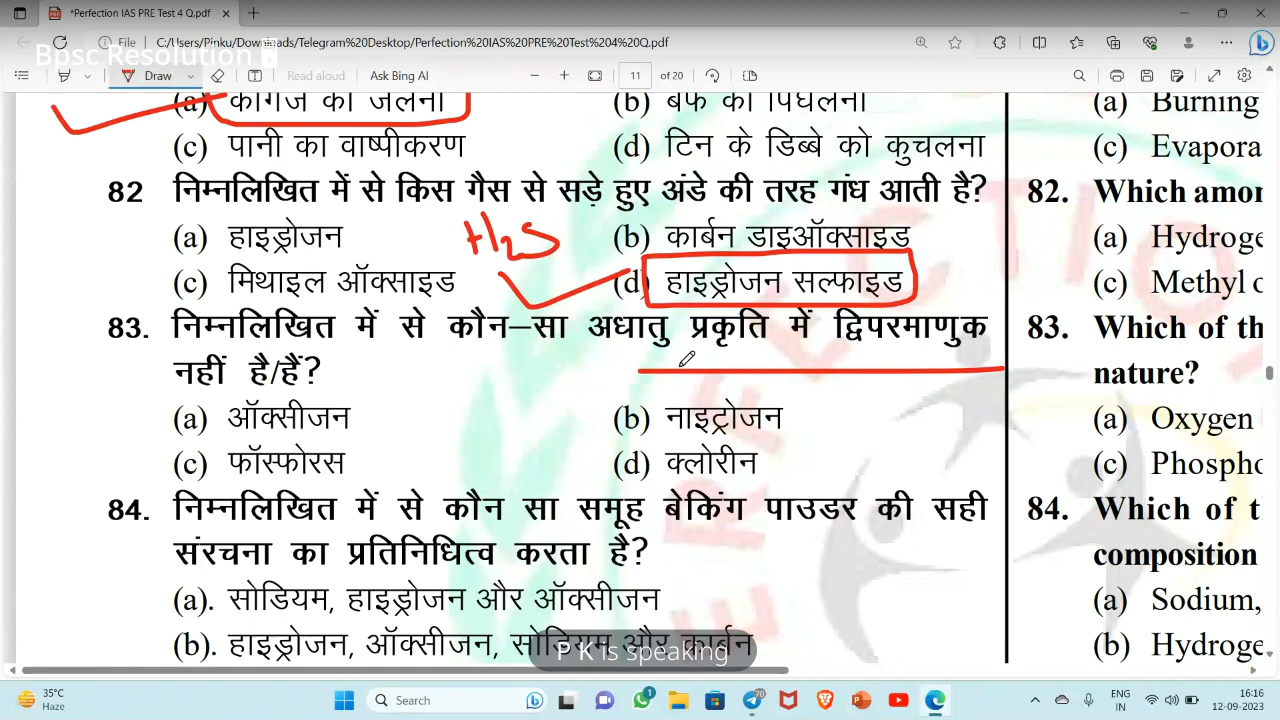 *Perfection IAS PRE Test 4 Q.pdf
File C:/Users/Pinku/Downloads/Telegram%20Desktop/Perfection%20IAS%20PRE%20Test%204%20Q.pdf
Bpsc Resolution
Draw Read aloud Ask Bing AI 11 of 20
(a) कागज का जलना (b) बर्फ का पिघलना (a) Burning
(c) पानी का वाष्पीकरण (d) टिन के डिब्बे को कुचलना (c) Evapora
82 निम्नलिखित में से किस गैस से सड़े हुए अंडे की तरह गंध आती है? 82. Which amon
(a) हाइड्रोजन H2S (b) कार्बन डाइऑक्साइड (a) Hydroge
(c) मिथाइल ऑक्साइड (d) हाइड्रोजन सल्फाइड (c) Methyl o
83. निम्नलिखित में से कौन–सा अधातु प्रकृति में द्विपरमाणुक 83. Which of th
नहीं है/हैं? nature?
(a) ऑक्सीजन (b) नाइट्रोजन (a) Oxygen
(c) फॉस्फोरस (d) क्लोरीन (c) Phospho
84. निम्नलिखित में से कौन सा समूह बेकिंग पाउडर की सही 84. Which of t
संरचना का प्रतिनिधित्व करता है? composition
(a). सोडियम, हाइड्रोजन और ऑक्सीजन (a) Sodium,
(b). हाइड्रोजन, ऑक्सीजन, सोडियम और कार्बन (b) Hydroge
P K is speaking
PERFECTION
35°C
Haze
Search
1
70
ENG
IN
16:16
12-09-2023